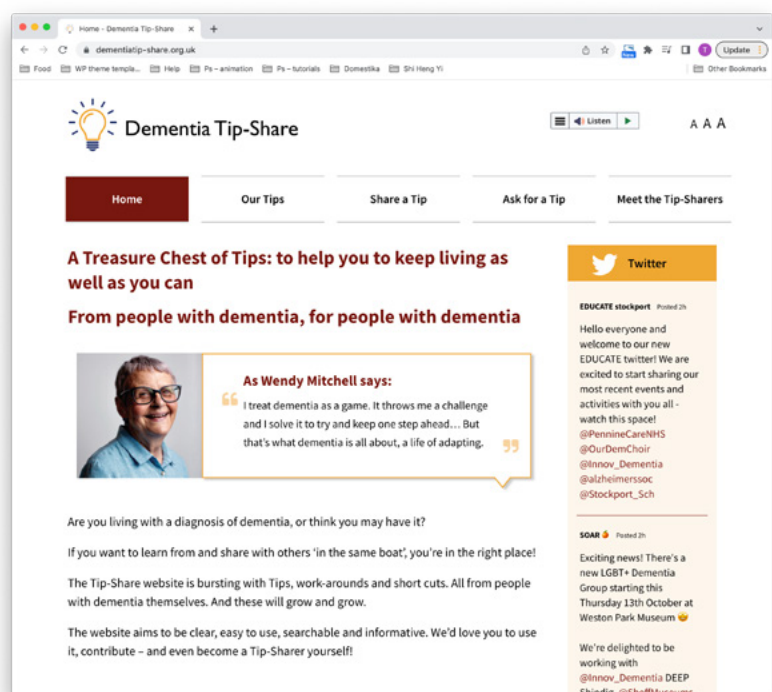 Home - Dementia Tip-Share
dementiatip-share.org.uk
New
T
Update
Food
WP theme templa...
Help
Ps – animation
Ps – tutorials
Domestika
Shi Heng Yi
Other Bookmarks
Dementia Tip-Share
Listen
A A A
Home
Our Tips
Share a Tip
Ask for a Tip
Meet the Tip-Sharers
A Treasure Chest of Tips: to help you to keep living as
well as you can
From people with dementia, for people with dementia
As Wendy Mitchell says:
“
I treat dementia as a game. It throws me a challenge
and I solve it to try and keep one step ahead… But
that’s what dementia is all about, a life of adapting.
”
Are you living with a diagnosis of dementia, or think you may have it?
If you want to learn from and share with others ‘in the same boat’, you’re in the right place!
The Tip-Share website is bursting with Tips, work-arounds and short cuts. All from people
with dementia themselves. And these will grow and grow.
The website aims to be clear, easy to use, searchable and informative. We’d love you to use
it, contribute – and even become a Tip-Sharer yourself!
Twitter
EDUCATE stockport Posted 2h
Hello everyone and
welcome to our new
EDUCATE twitter! We are
excited to start sharing our
most recent events and
activities with you all -
watch this space!
@PennineCareNHS
@OurDemChoir
@Innov_Dementia
@alzheimerssoc
@Stockport_Sch
SOAR Posted 2h
Exciting news! There’s a
new LGBT+ Dementia
Group starting this
Thursday 13th October at
Weston Park Museum
We’re delighted to be
working with
@Innov_Dementia DEEP
Shindig, @SheffMuseums